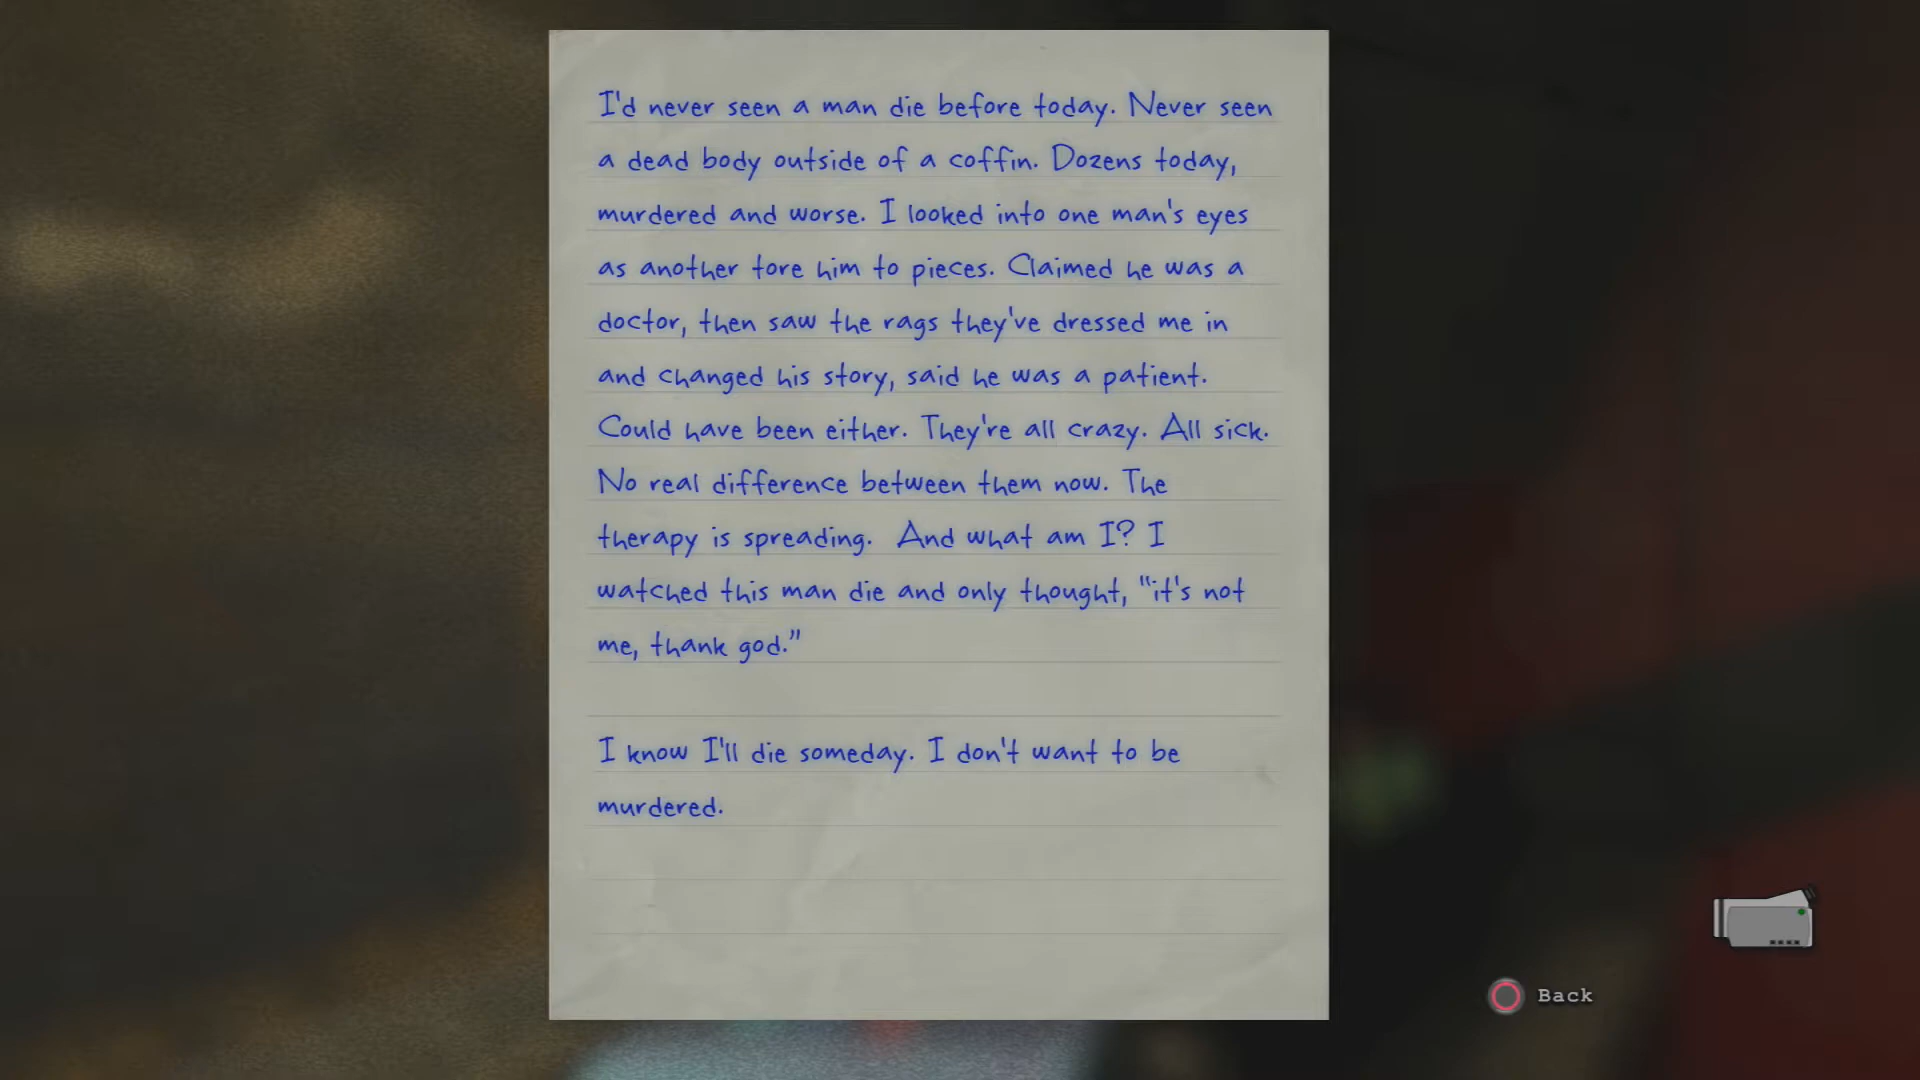 I'd never seen a man die before today. Never seen
a dead body outside of a coffin. Dozens today,
murdered and worse. I looked into one man's eyes
as another tore him to pieces. Claimed he was a
doctor, then saw the rags they've dressed me in
and changed his story, said he was a patient.
Could have been either. They're all crazy. All sick.
No real difference between them now. The
therapy is spreading.  And what am I? I
watched this man die and only thought, "it's not
me, thank god."
I know I'll die someday. I don't want to be
murdered.
Back